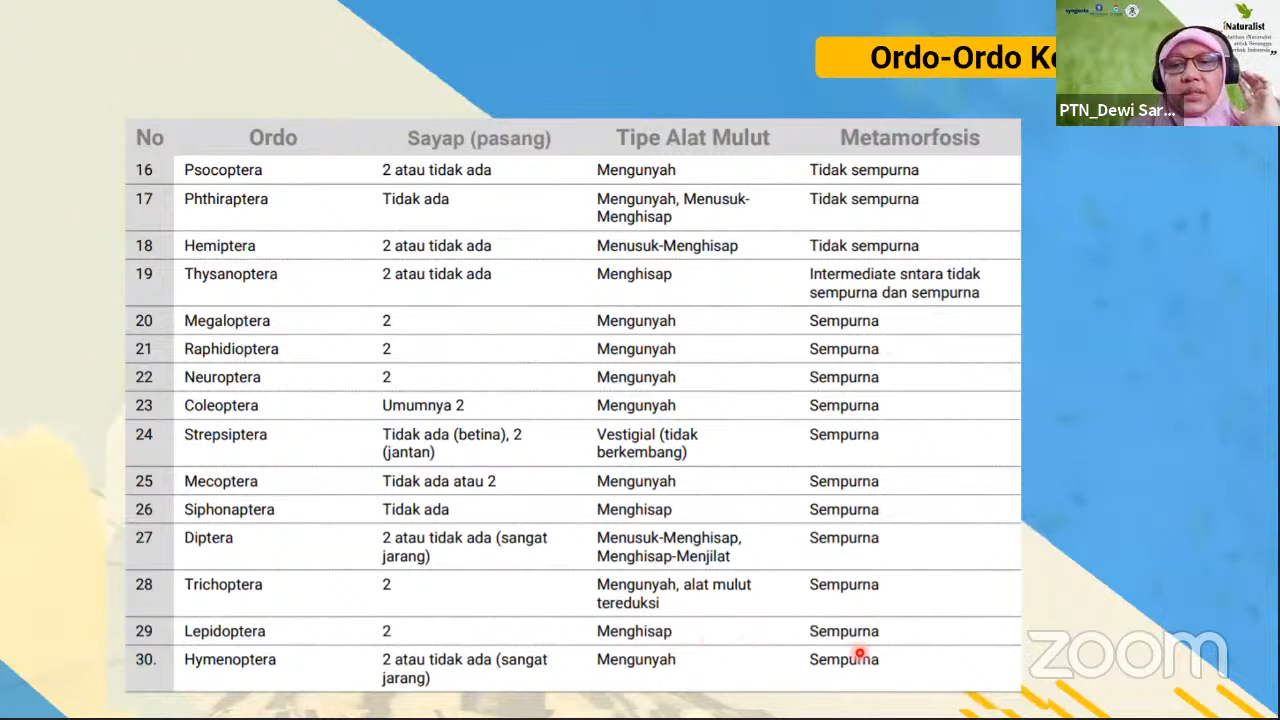 Ordo-Ordo Ke
iNaturalist
untuk Serangga
PTN_Dewi Sar...
No Ordo Sayap (pasang) Tipe Alat Mulut Metamorfosis
16 Psocoptera 2 atau tidak ada Mengunyah Tidak sempurna
17 Phthiraptera Tidak ada Mengunyah, Menusuk- Tidak sempurna
Menghisap
18 Hemiptera 2 atau tidak ada Menusuk-Menghisap Tidak sempurna
19 Thysanoptera 2 atau tidak ada Menghisap Intermediate sntara tidak
sempurna dan sempurna
20 Megaloptera 2 Mengunyah Sempurna
21 Raphidioptera 2 Mengunyah Sempurna
22 Neuroptera 2 Mengunyah Sempurna
23 Coleoptera Umumnya 2 Mengunyah Sempurna
24 Strepsiptera Tidak ada (betina), 2 Vestigial (tidak Sempurna
(jantan) berkembang)
25 Mecoptera Tidak ada atau 2 Mengunyah Sempurna
26 Siphonaptera Tidak ada Menghisap Sempurna
27 Diptera 2 atau tidak ada (sangat Menusuk-Menghisap, Sempurna
jarang) Menghisap-Menjilat
28 Trichoptera 2 Mengunyah, alat mulut Sempurna
tereduksi
29 Lepidoptera 2 Menghisap Sempurna
30. Hymenoptera 2 atau tidak ada (sangat Mengunyah Sempurna
jarang)
zoom